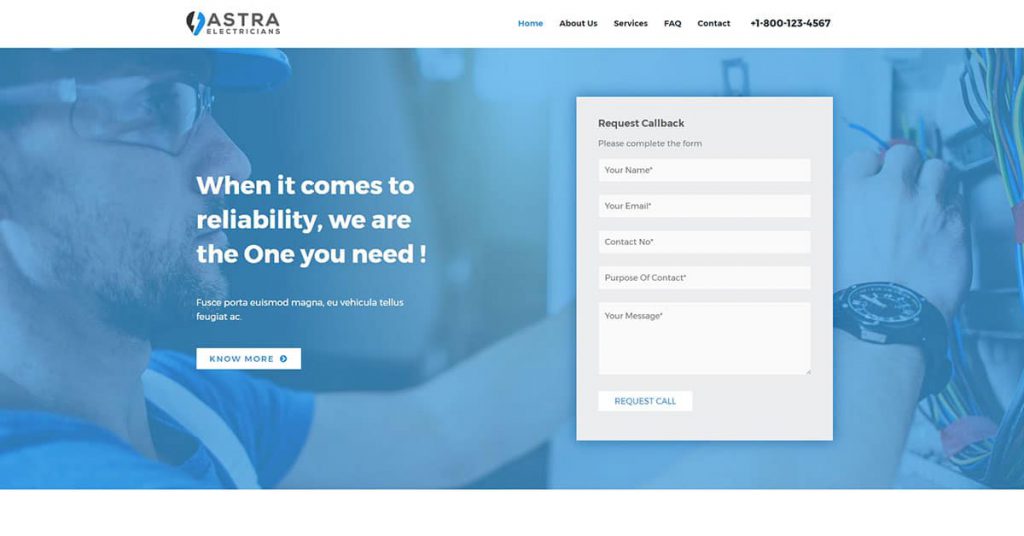 ASTRA
ELECTRICIANS
Home About Us Services FAQ Contact +1-800-123-4567
When it comes to
reliability, we are
the One you need !
Fusce porta euismod magna, eu vehicula tellus
feugiat ac.
KNOW MORE
Request Callback
Please complete the form
Your Name*
Your Email*
Contact No*
Purpose Of Contact*
Your Message*
REQUEST CALL